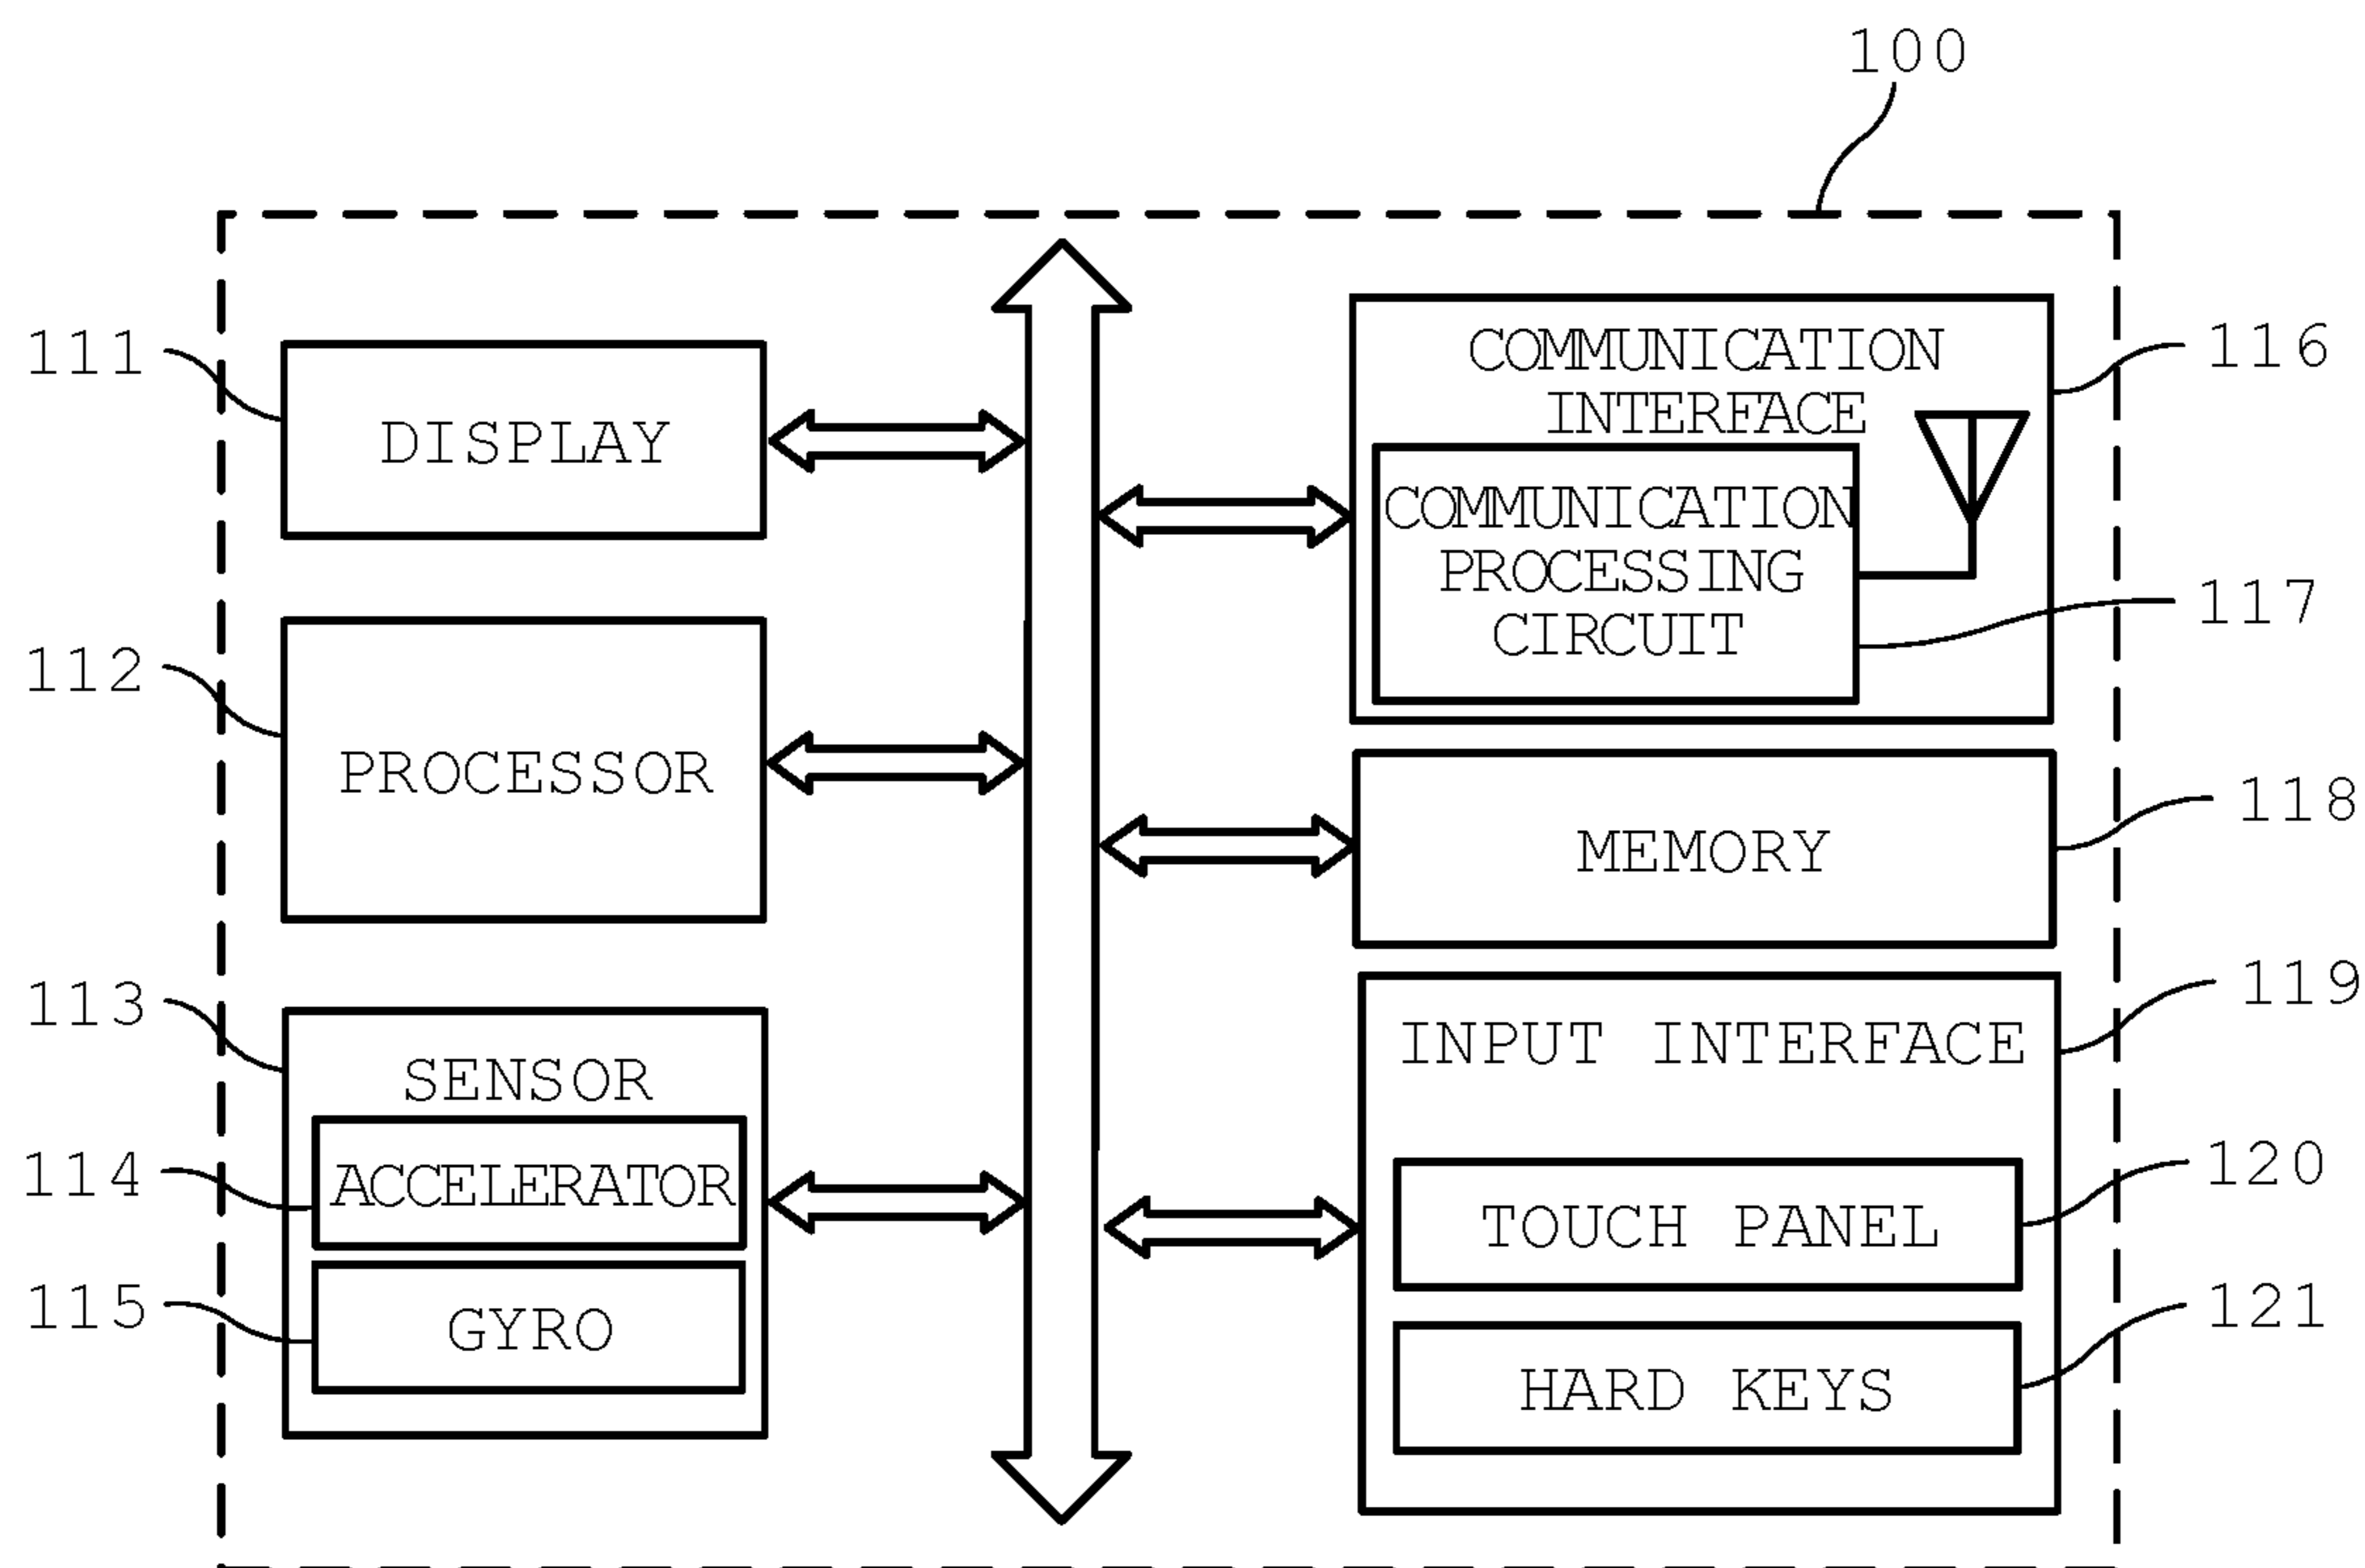 100
111
DISPLAY
112
PROCESSOR
113
SENSOR
114
ACCELERATOR
115
GYRO
COMMUNICATION
INTERFACE
116
COMMUNICATION
PROCESSING
CIRCUIT
117
MEMORY
118
INPUT INTERFACE
119
TOUCH PANEL
120
HARD KEYS
121